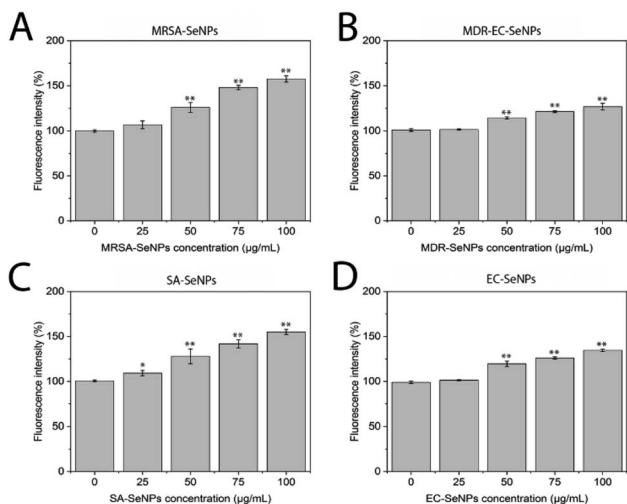 A
MRSA-SeNPs
Fluorescence intensity (%)
200
150
100
50
0
**
**
**
0 25 50 75 100
MRSA-SeNPs concentration (µg/mL)
B
MDR-EC-SeNPs
Fluorescence intensity (%)
200
150
100
50
0
**
**
**
0 25 50 75 100
MDR-SeNPs concentration (µg/mL)
C
SA-SeNPs
Fluorescence intensity (%)
200
150
100
50
0
*
**
**
**
0 25 50 75 100
SA-SeNPs concentration (µg/mL)
D
EC-SeNPs
Fluorescence intensity (%)
200
150
100
50
0
**
**
**
0 25 50 75 100
EC-SeNPs concentration (µg/mL)